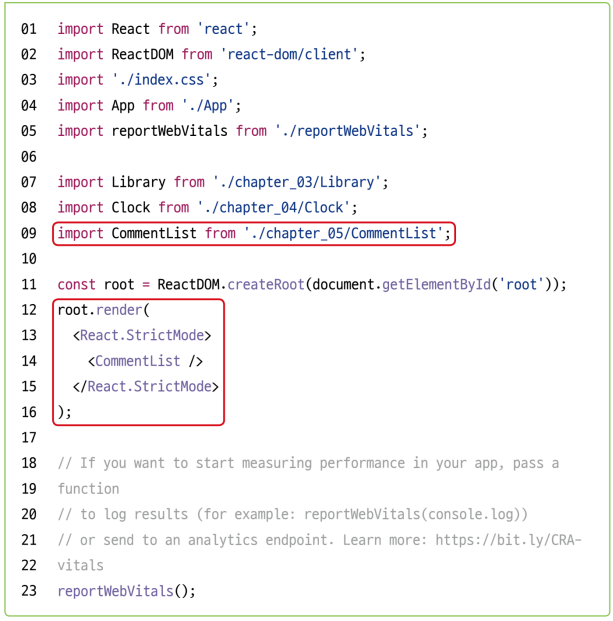 01 import React from 'react';
02 import ReactDOM from 'react-dom/client';
03 import './index.css';
04 import App from './App';
05 import reportWebVitals from './reportWebVitals';
06
07 import Library from './chapter_03/Library';
08 import Clock from './chapter_04/Clock';
09 import CommentList from './chapter_05/CommentList';
10
11 const root = ReactDOM.createRoot(document.getElementById('root'));
12 root.render(
13   <React.StrictMode>
14     <CommentList />
15   </React.StrictMode>
16 );
17
18 // If you want to start measuring performance in your app, pass a
19 function
20 // to log results (for example: reportWebVitals(console.log))
21 // or send to an analytics endpoint. Learn more: https://bit.ly/CRA-
22 vitals
23 reportWebVitals();